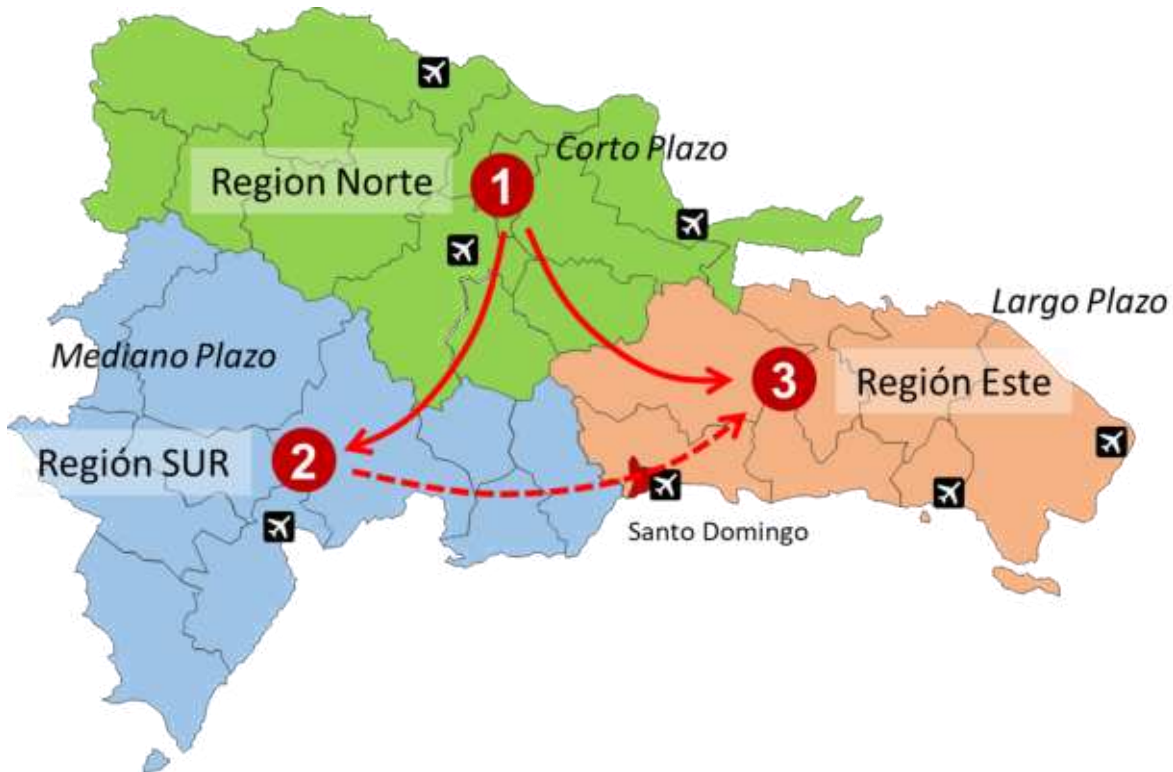 Corto Plazo
Region Norte
1
Largo Plazo
Mediano Plazo
3
Región Este
Región SUR
2
Santo Domingo